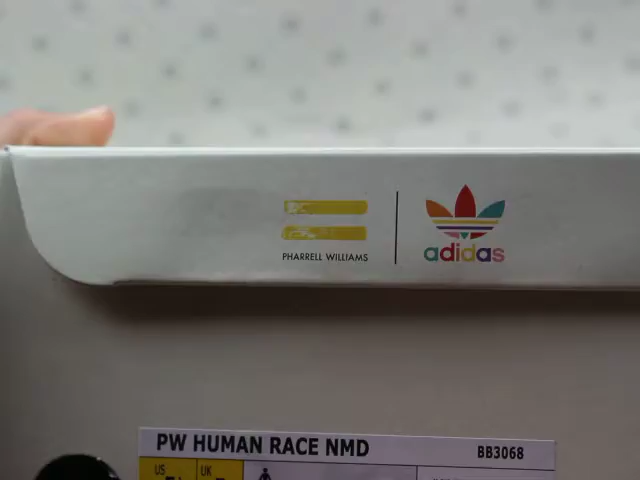 PHARRELL WILLIAMS
adidas
PW HUMAN RACE NMD BB3068
US UK